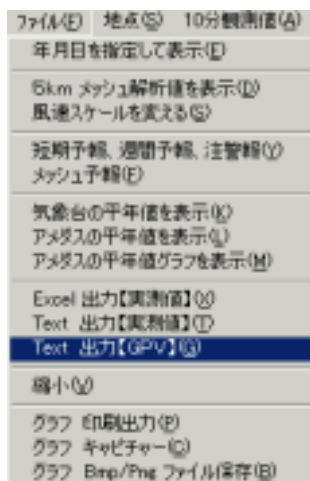 ファイル(F) 地点(S) 10分観測値(A)
年月日を指定して表示(E)
5km メッシュ解析値を表示(D)
風速スケールを変える(S)
短期予報、週間予報、注警報(Y)
メッシュ予報(F)
気象台の平年値を表示(K)
アメダスの平年値を表示(L)
アメダスの平年値グラフを表示(M)
Excel 出力【実測値】(X)
Text 出力【実測値】(T)
Text 出力【GPV】(G)
縮小(V)
グラフ 印刷出力(P)
グラフ キャピチャー(C)
グラフ Bmp/Png ファイル保存(B)